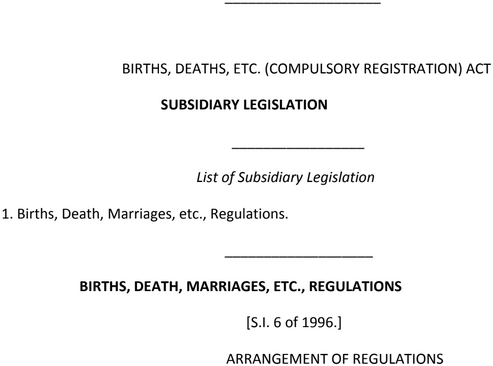 BIRTHS, DEATHS, ETC. (COMPULSORY REGISTRATION) ACT
SUBSIDIARY LEGISLATION
List of Subsidiary Legislation
1. Births, Death, Marriages, etc., Regulations.
BIRTHS, DEATH, MARRIAGES, ETC., REGULATIONS
[S.I. 6 of 1996.]
ARRANGEMENT OF REGULATIONS